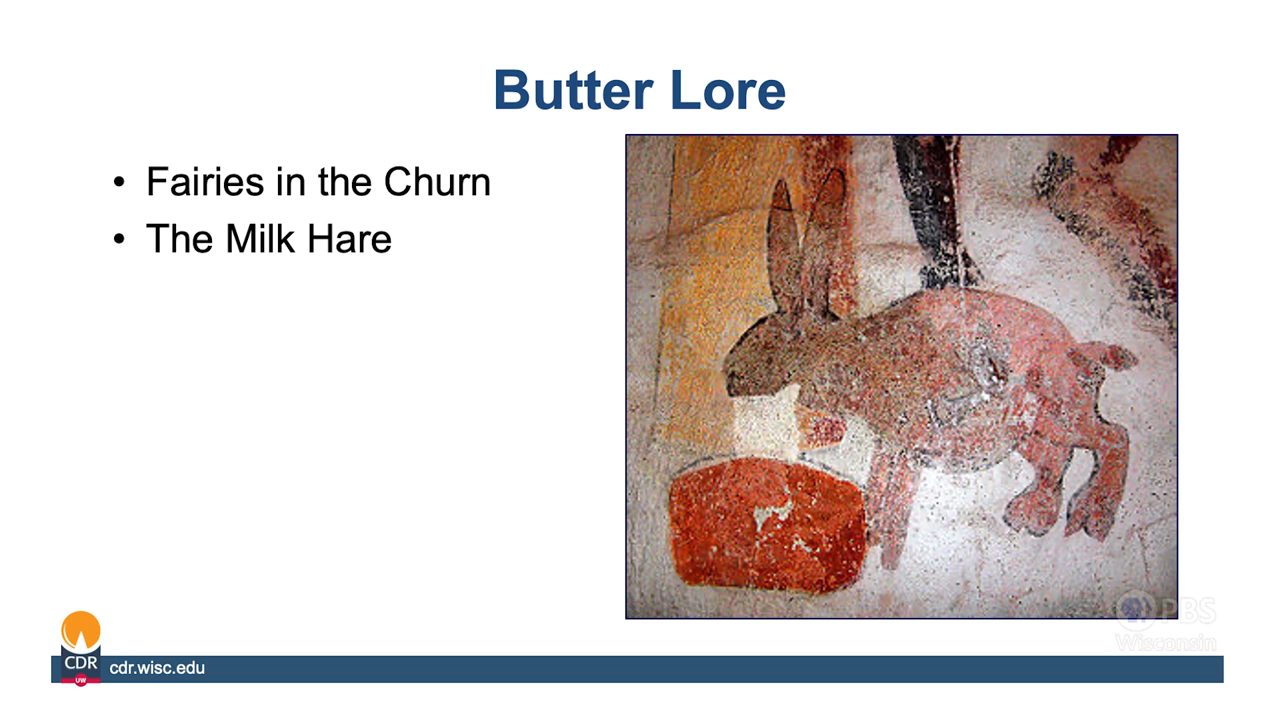 Butter Lore
• Fairies in the Churn
• The Milk Hare
PBS
Wisconsin
CDR
UW
cdr.wisc.edu